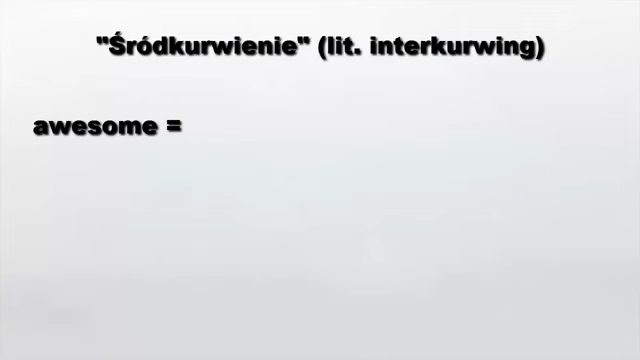 "Śródkurwienie" (lit. interkurwing)
awesome =